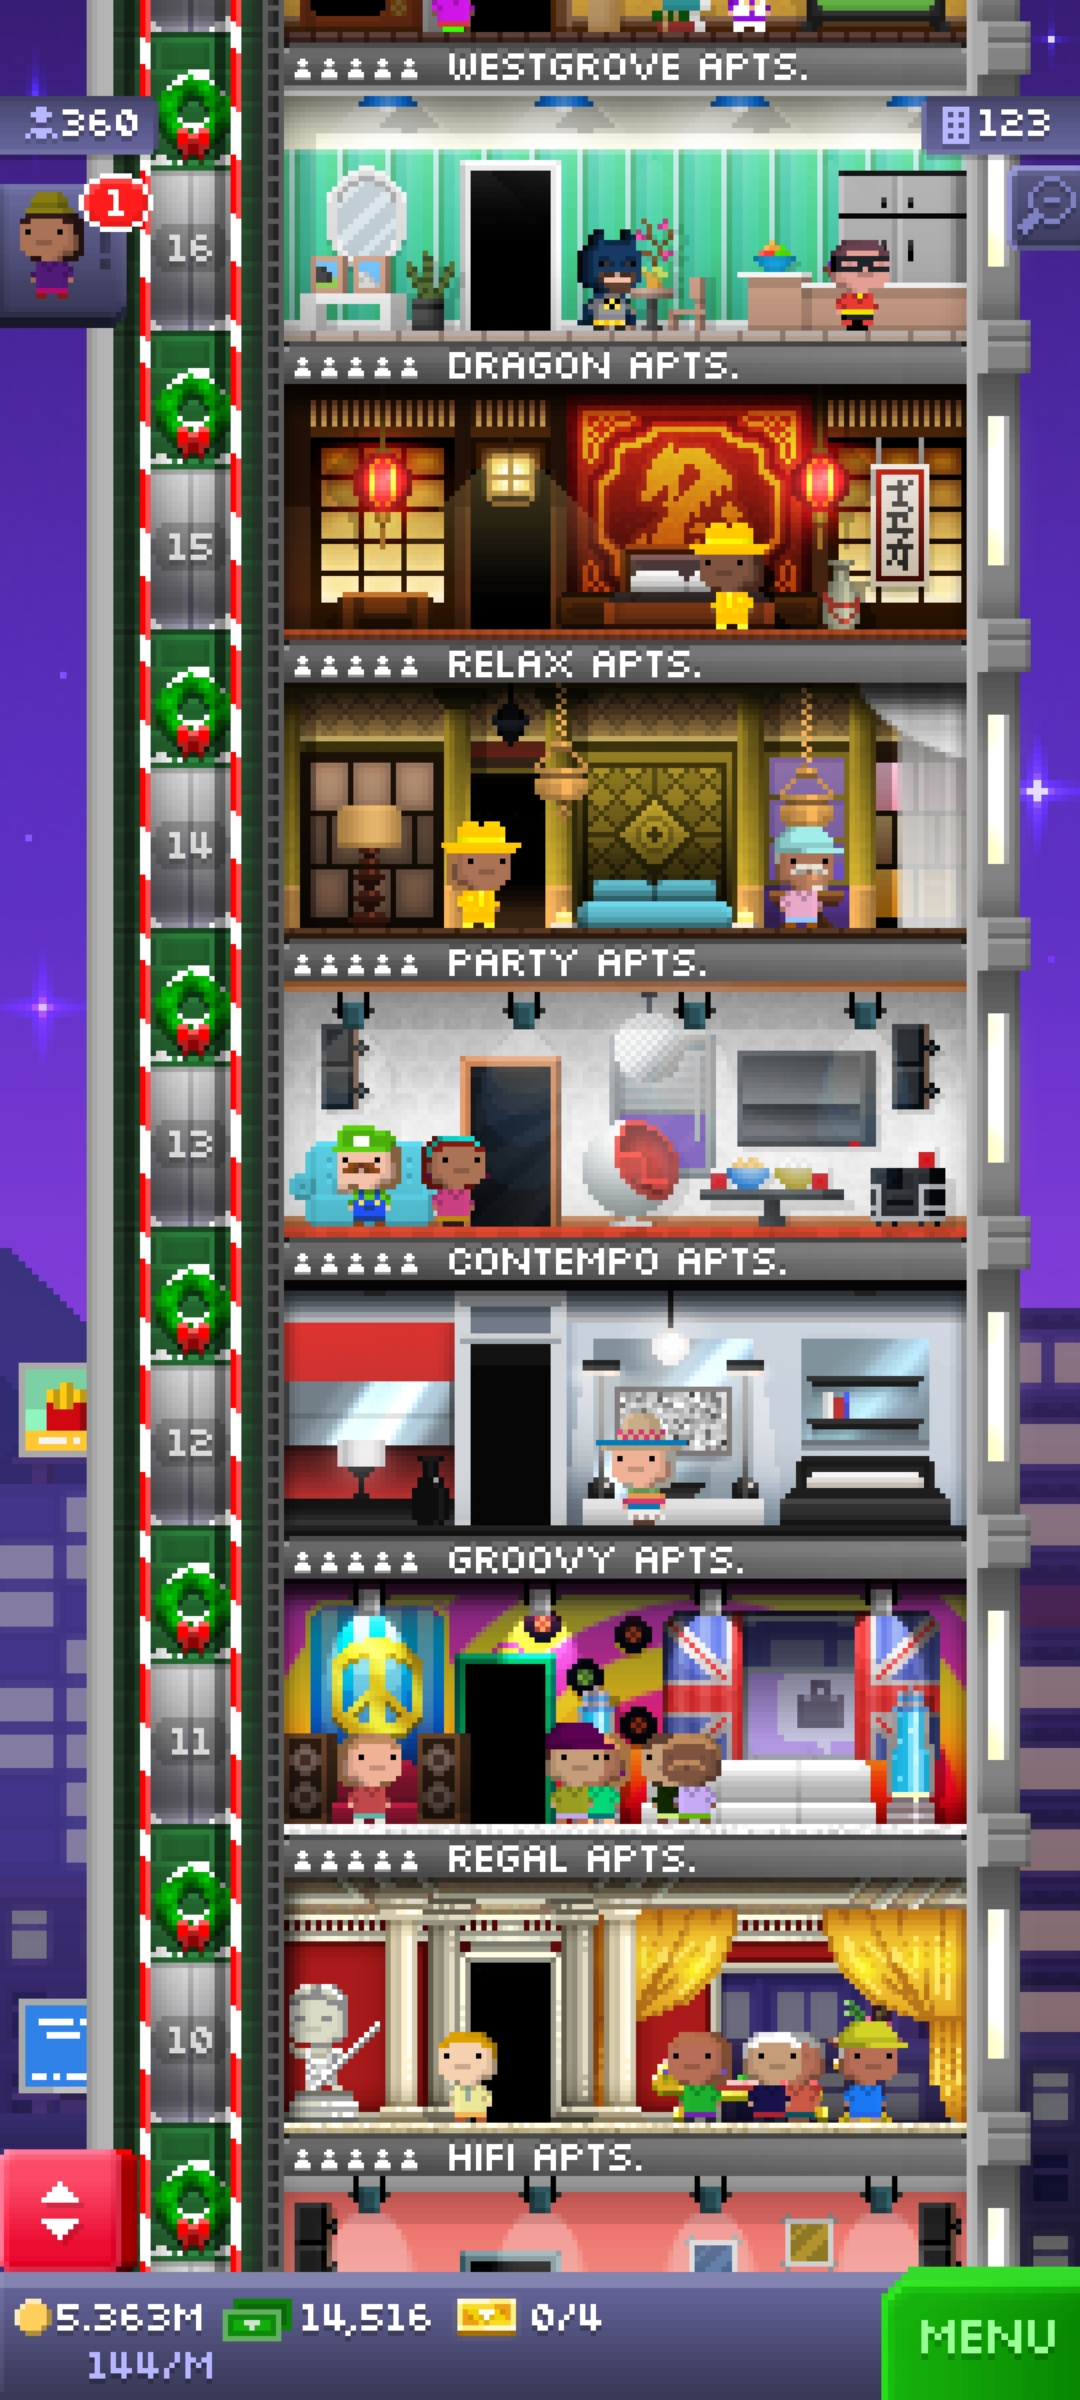 WESTGROVE APTS.
360
123
1
16
DRAGON APTS.
15
RELAX APTS.
14
PARTY APTS.
13
CONTEMPO APTS.
12
GROOVY APTS.
11
REGAL APTS.
10
HIFI APTS.
5.363M 14,516 0/4
144/M
MENU